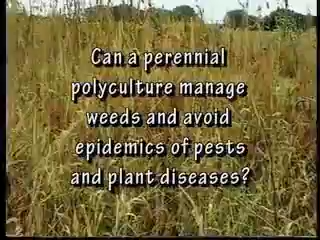 Can a perennial
polyculture manage
weeds and avoid
epidemics of pests
and plant diseases?